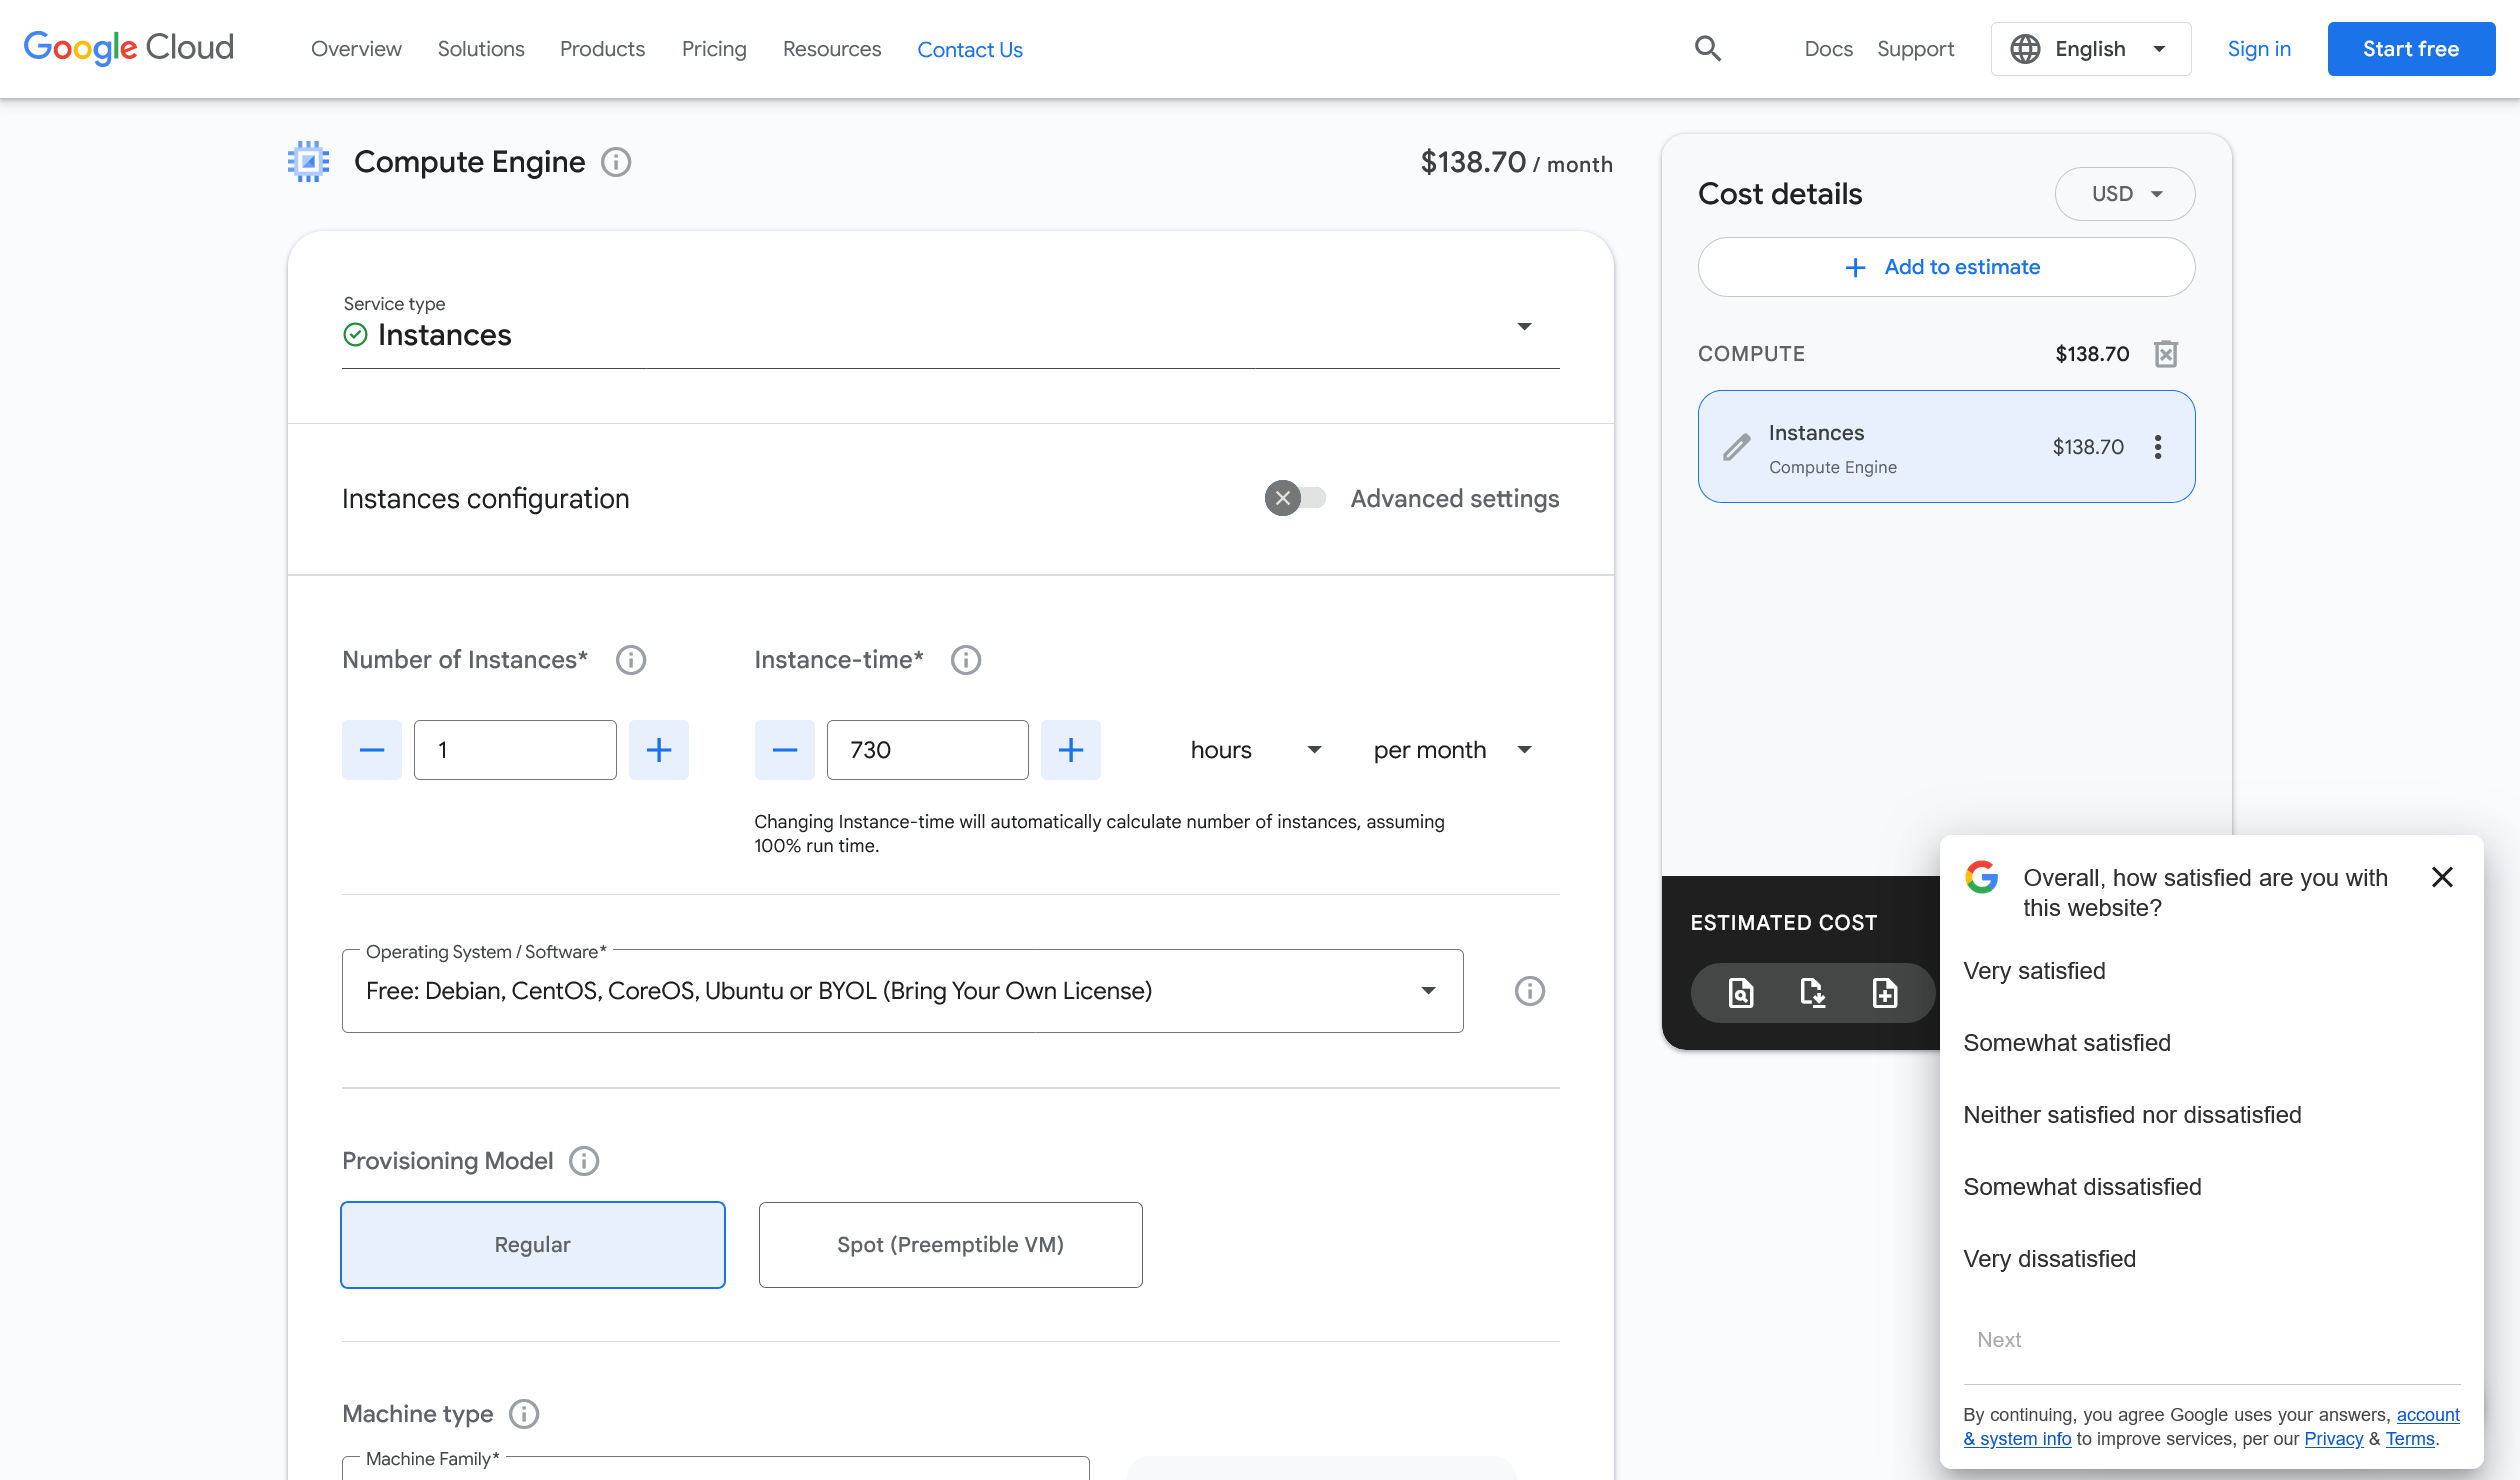 Google Cloud
Overview
Solutions
Products
Pricing
Resources
Contact Us
Docs
Support
English
Sign in
Start free
Compute Engine
$138.70 / month
Service type
Instances
Instances configuration
Advanced settings
Number of Instances*
Instance-time*
1
730
hours
per month
Changing Instance-time will automatically calculate number of instances, assuming
100% run time.
Operating System / Software*
Free: Debian, CentOS, CoreOS, Ubuntu or BYOL (Bring Your Own License)
Provisioning Model
Regular
Spot (Preemptible VM)
Machine type
Machine Family*
Cost details
USD
Add to estimate
COMPUTE
$138.70
Instances
Compute Engine
$138.70
ESTIMATED COST
Overall, how satisfied are you with
this website?
Very satisfied
Somewhat satisfied
Neither satisfied nor dissatisfied
Somewhat dissatisfied
Very dissatisfied
Next
By continuing, you agree Google uses your answers, account
& system info to improve services, per our Privacy & Terms.